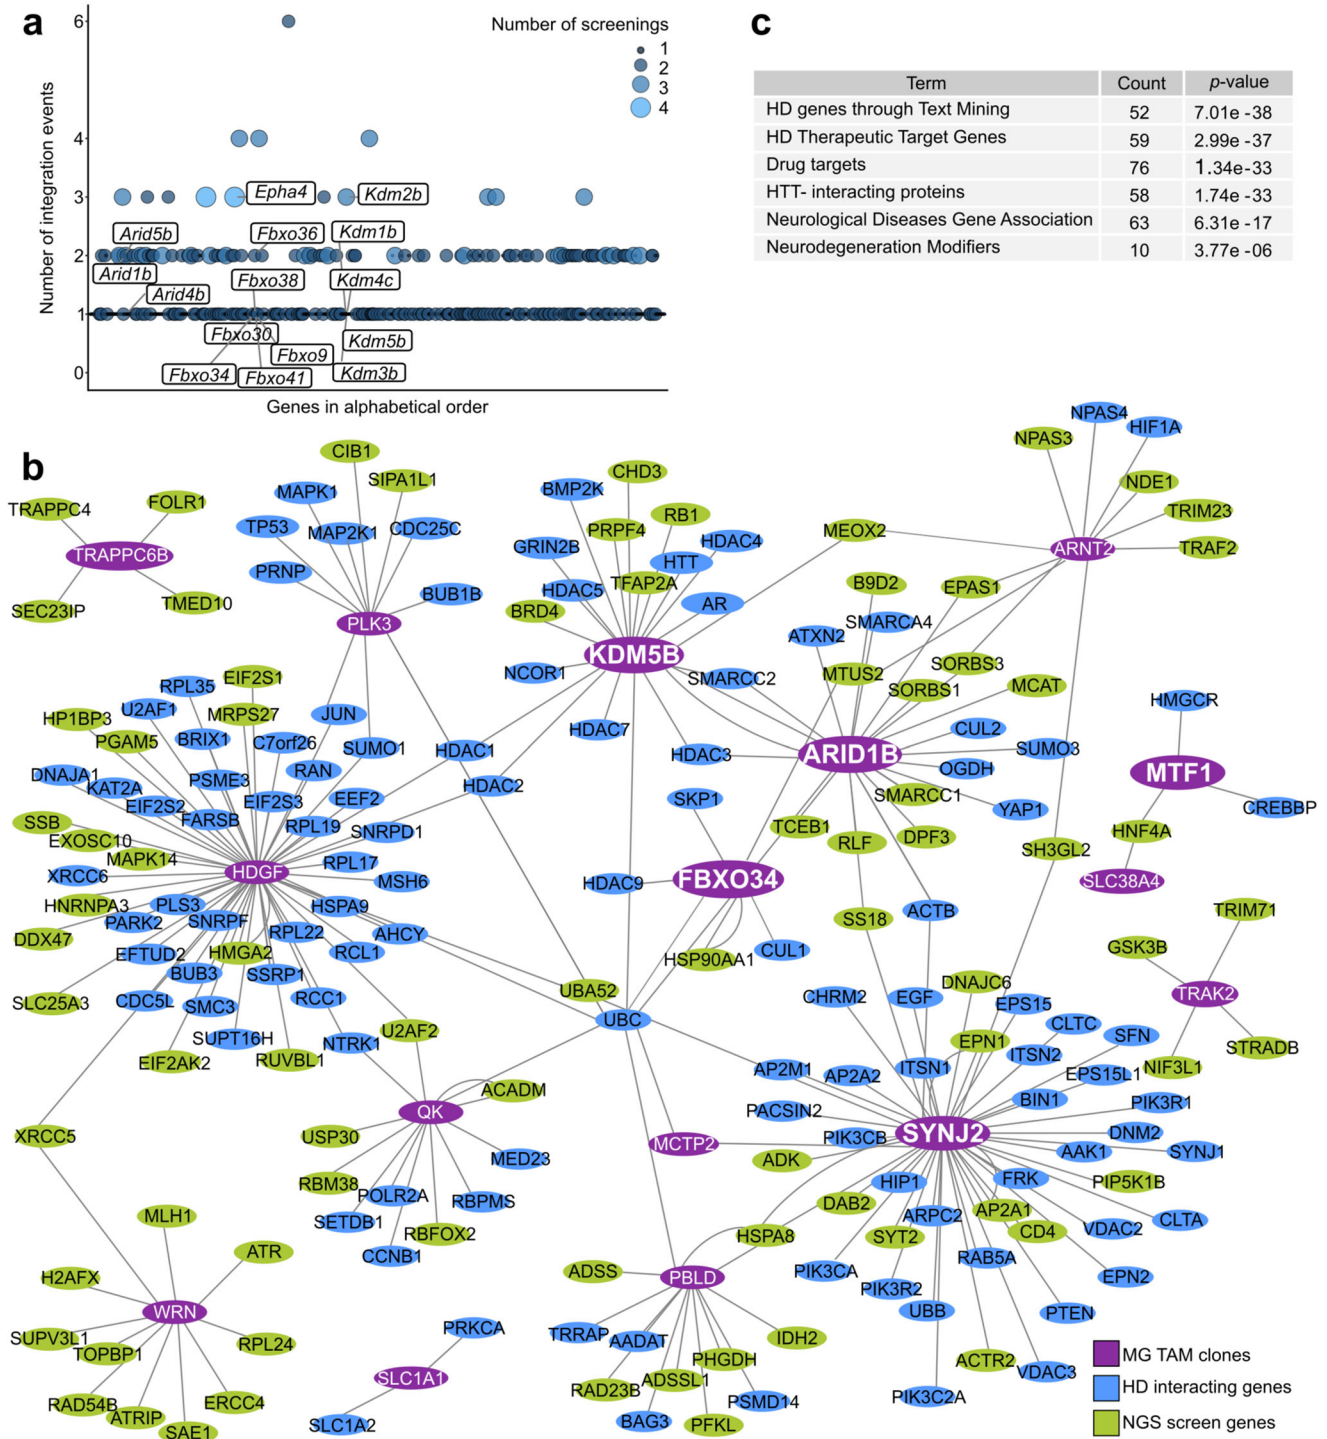 a
Number of integration events
6
4
3
2
1
0
Number of screenings
1
2
3
4
Epha4
Kdm2b
Arid5b
Fbxo36
Kdm1b
Arid1b
Arid4b
Fbxo38
Kdm4c
Fbxo30
Fbxo9
Kdm5b
Fbxo34
Fbxo41
Kdm3b
Genes in alphabetical order
c
Term Count p-value
HD genes through Text Mining 52 7.01e -38
HD Therapeutic Target Genes 59 2.99e -37
Drug targets 76 1.34e-33
HTT- interacting proteins 58 1.74e -33
Neurological Diseases Gene Association 63 6.31e -17
Neurodegeneration Modifiers 10 3.77e -06
b
TRAPPC4
FOLR1
TRAPPC6B
SEC23IP
TMED10
CIB1
SIPA1L1
MAPK1
TP53
MAP2K1
CDC25C
PRNP
BUB1B
PLK3
BMP2K
CHD3
RB1
PRPF4
GRIN2B
HDAC4
HTT
HDAC5
TFAP2A
BRD4
AR
KDM5B
NCOR1
SMARCC2
HDAC7
HDAC3
NPAS4
NPAS3
HIF1A
NDE1
TRIM23
MEOX2
ARNT2
TRAF2
B9D2
EPAS1
SMARCA4
ATXN2
MTUS2
SORBS3
SORBS1
MCAT
CUL2
SUMO3
ARID1B
OGDH
SMARCC1
YAP1
TCEB1
RLF
DPF3
SH3GL2
HMGCR
MTF1
CREBBP
HNF4A
SLC38A4
RPL35
EIF2S1
U2AF1
MRPS27
HP1BP3
PGAM5
BRIX1
C7orf26
JUN
SUMO1
HDAC1
DNAJA1
KAT2A
PSME3
RAN
HDAC2
EIF2S2
EIF2S3
EEF2
FARSB
RPL19
SNRPD1
SSB
EXOSC10
MAPK14
RPL17
XRCC6
HDGF
MSH6
HNRNPA3
PLS3
HSPA9
PARK2
SNRPF
RPL22
AHCY
DDX47
EFTUD2
HMGA2
RCL1
BUB3
SSRP1
SLC25A3
CDC5L
SMC3
RCC1
SUPT16H
NTRK1
U2AF2
EIF2AK2
RUVBL1
SKP1
FBXO34
HDAC9
HSP90AA1
CUL1
UBA52
UBC
SS18
ACTB
TRIM71
GSK3B
TRAK2
STRADB
NIF3L1
XRCC5
QK
ACADM
USP30
MED23
RBM38
POLR2A
RBPMS
SETDB1
RBFOX2
CCNB1
MCTP2
DNAJC6
CHRM2
EGF
EPS15
CLTC
EPN1
SFN
ITSN2
AP2M1
AP2A2
ITSN1
EPS15L1
BIN1
PACSIN2
PIK3R1
SYNJ2
DNM2
PIK3CB
AAK1
SYNJ1
ADK
HIP1
FRK
PIP5K1B
DAB2
ARPC2
AP2A1
VDAC2
CLTA
HSPA8
SYT2
CD4
PIK3CA
RAB5A
EPN2
PIK3R2
UBB
PTEN
ACTR2
VDAC3
PIK3C2A
MLH1
ATR
H2AFX
WRN
SUPV3L1
TOPBP1
RPL24
RAD54B
ERCC4
ATRIP
SAE1
PRKCA
SLC1A1
SLC1A2
ADSS
PBLD
TRRAP
AADAT
IDH2
PHGDH
RAD23B
ADSSL1
PSMD14
BAG3
PFKL
MG TAM clones
HD interacting genes
NGS screen genes